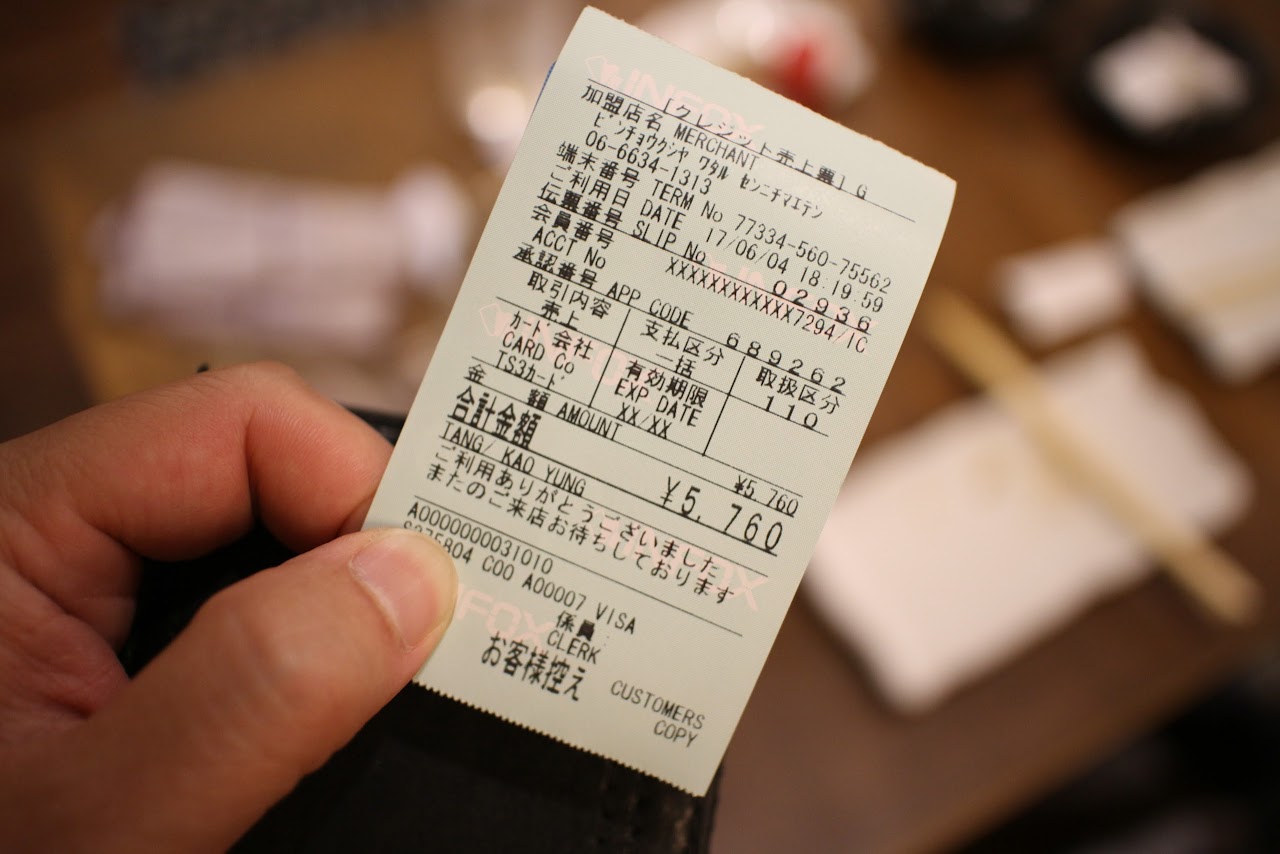 [クレジット売上票] G
加盟店名 MERCHANT
ビンチョウグシヤ ワタル センニチマエテン
06-6634-1313
端末番号 TERM No 77334-560-75562
ご利用日 DATE 17/06/04 18:19:59
伝票番号 SLIP No 02936
会員番号
ACCT No XXXXXXXXXXXX7294/IC
承認番号 APP CODE 689262
取引内容 支払区分 取扱区分
売上 一括 110
カード会社 有効期限
CARD Co EXP DATE
TS3カード XX/XX
金 額 AMOUNT ¥5,760
合計金額 ¥5,760
TANG/ KAO YUNG
ご利用ありがとうございました
またのご来店お待ちしております
A0000000031010
C00 A00007 VISA
係員:
CLERK
お客様控え CUSTOMERS
COPY
INFOX